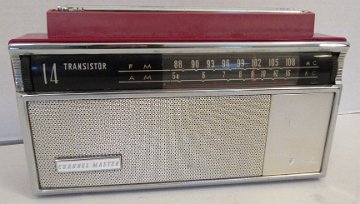 14 TRANSISTOR
FM 88 90 93 96 99 102 105 108 MC
AM 54 6 7 8 10 12 14 16 KC
CHANNEL MASTER